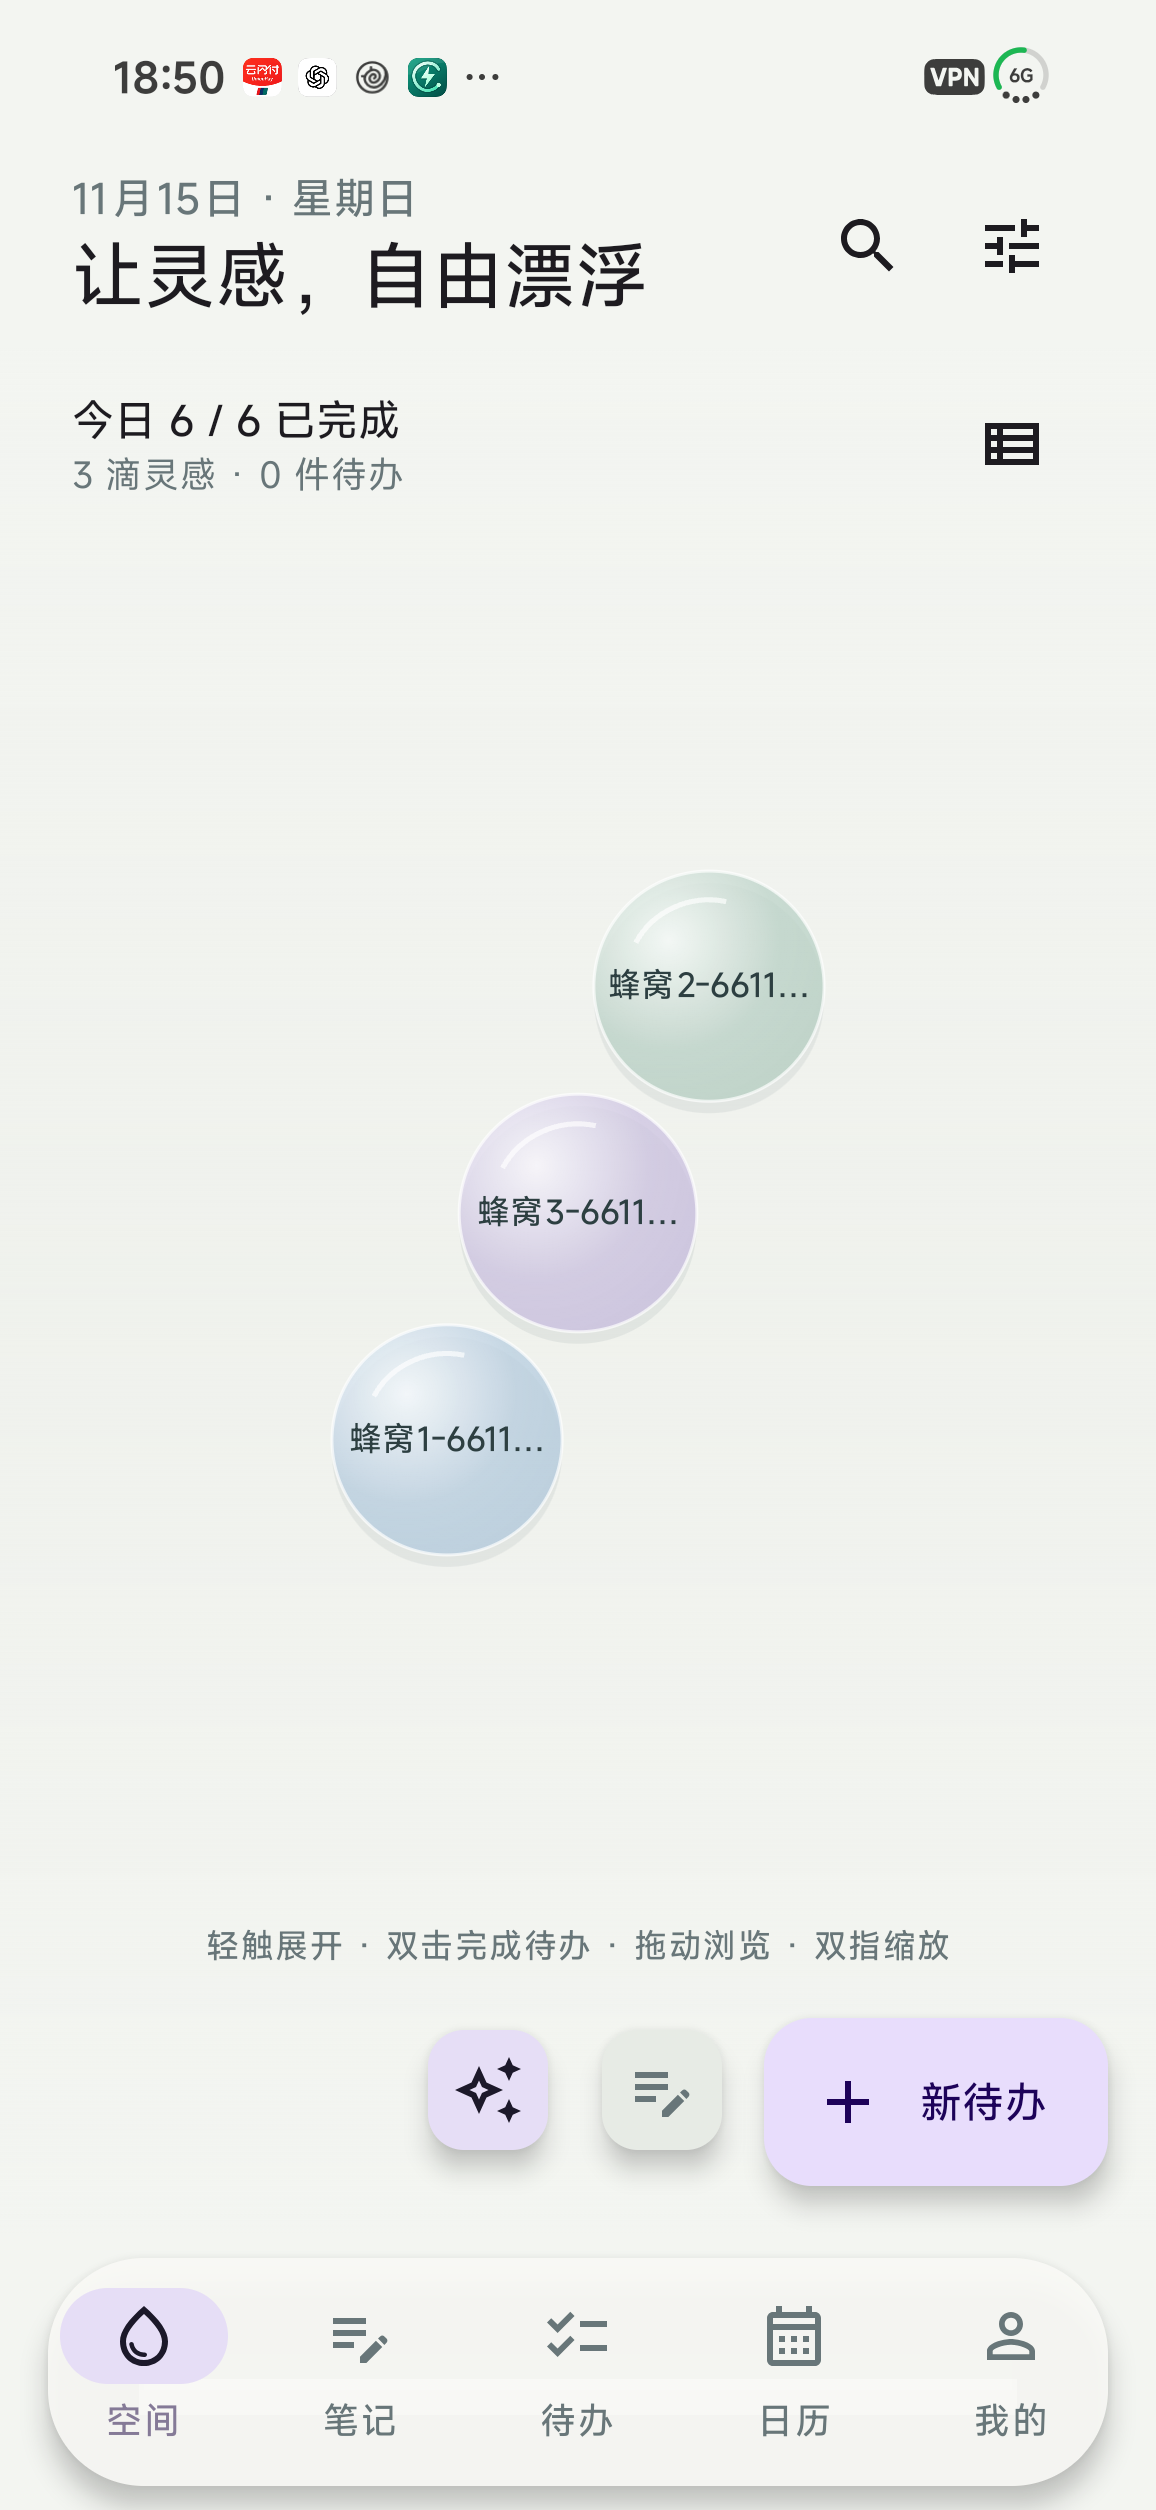 18:50 云闪付 ... VPN 6G
11月15日 · 星期日
让灵感，自由漂浮
今日 6 / 6 已完成
3 滴灵感 · 0 件待办
蜂窝2-6611...
蜂窝3-6611...
蜂窝1-6611...
轻触展开 · 双击完成待办 · 拖动浏览 · 双指缩放
新待办
空间 笔记 待办 日历 我的